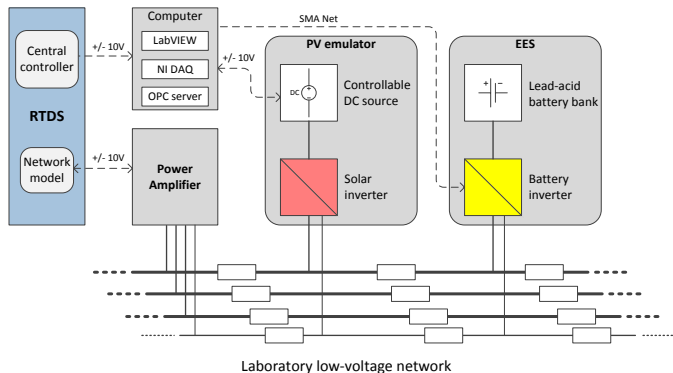 Computer
SMA Net
LabVIEW
NI DAQ
OPC server
+/- 10V
Central
controller
RTDS
+/- 10V
PV emulator
DC
Controllable
DC source
EES
+ -
Lead-acid
battery bank
Network
model
+/- 10V
Power
Amplifier
Solar
inverter
Battery
inverter
Laboratory low-voltage network